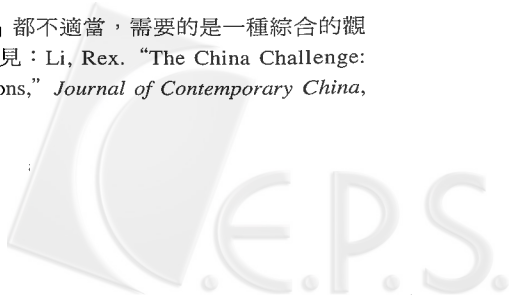 」都不適當，需要的是一種綜合的觀
見：Li, Rex.“The China Challenge:
ons,” Journal of Contemporary China,
C.E.P.S.